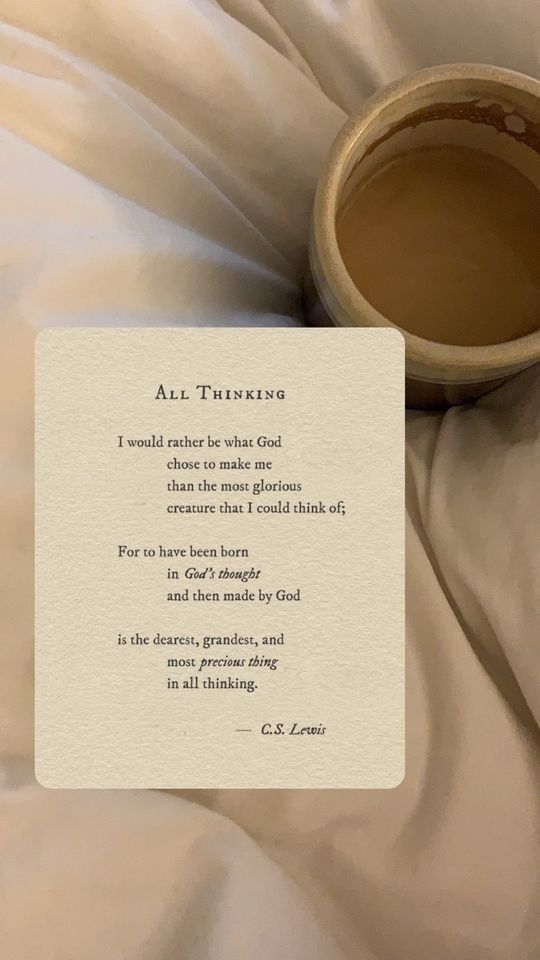 All Thinking
I would rather be what God
chose to make me
than the most glorious
creature that I could think of;
For to have been born
in God's thought
and then made by God
is the dearest, grandest, and
most precious thing
in all thinking.
— C.S. Lewis